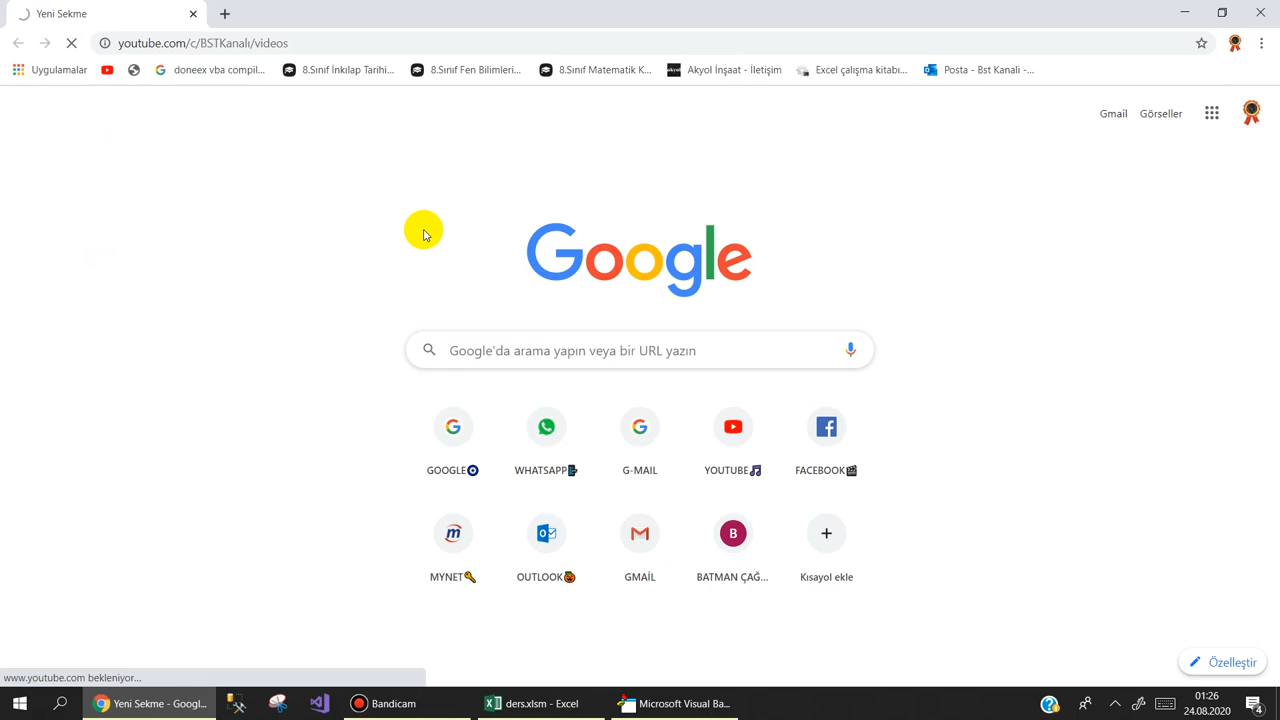 Yeni Sekme
youtube.com/c/BSTKanalı/videos
Uygulamalar
doneex vba compil...
8.Sınıf İnkılap Tarihi...
8.Sınıf Fen Bilimleri...
8.Sınıf Matematik K...
akyol
Akyol İnşaat - İletişim
Excel çalışma kitabı...
Posta - Bst Kanali -...
Gmail
Görseller
Google
Google'da arama yapın veya bir URL yazın
GOOGLE
WHATSAPP
G-MAIL
YOUTUBE
FACEBOOK
m
B
MYNET
OUTLOOK
GMAİL
BATMAN ÇAĞ...
Kısayol ekle
Özelleştir
www.youtube.com bekleniyor...
Yeni Sekme - Googl...
Bandicam
ders.xlsm - Excel
Microsoft Visual Ba...
01:26
24.08.2020
4